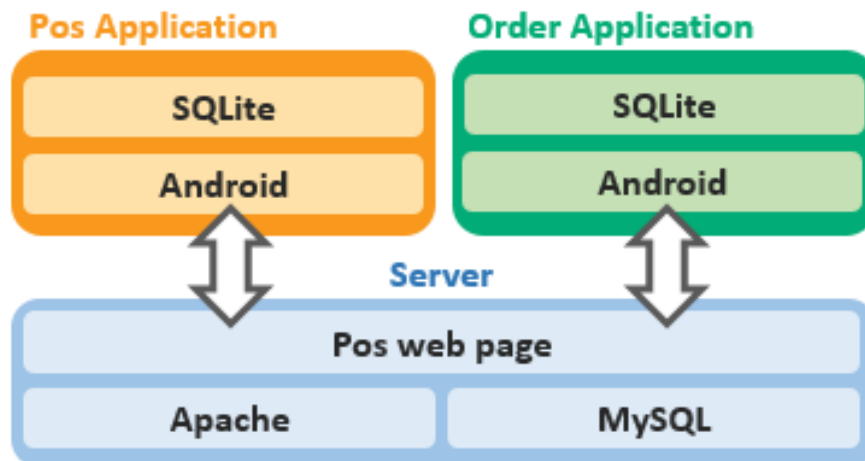 Pos Application
Order Application
SQLite
SQLite
Android
Android
Server
Pos web page
Apache
MySQL